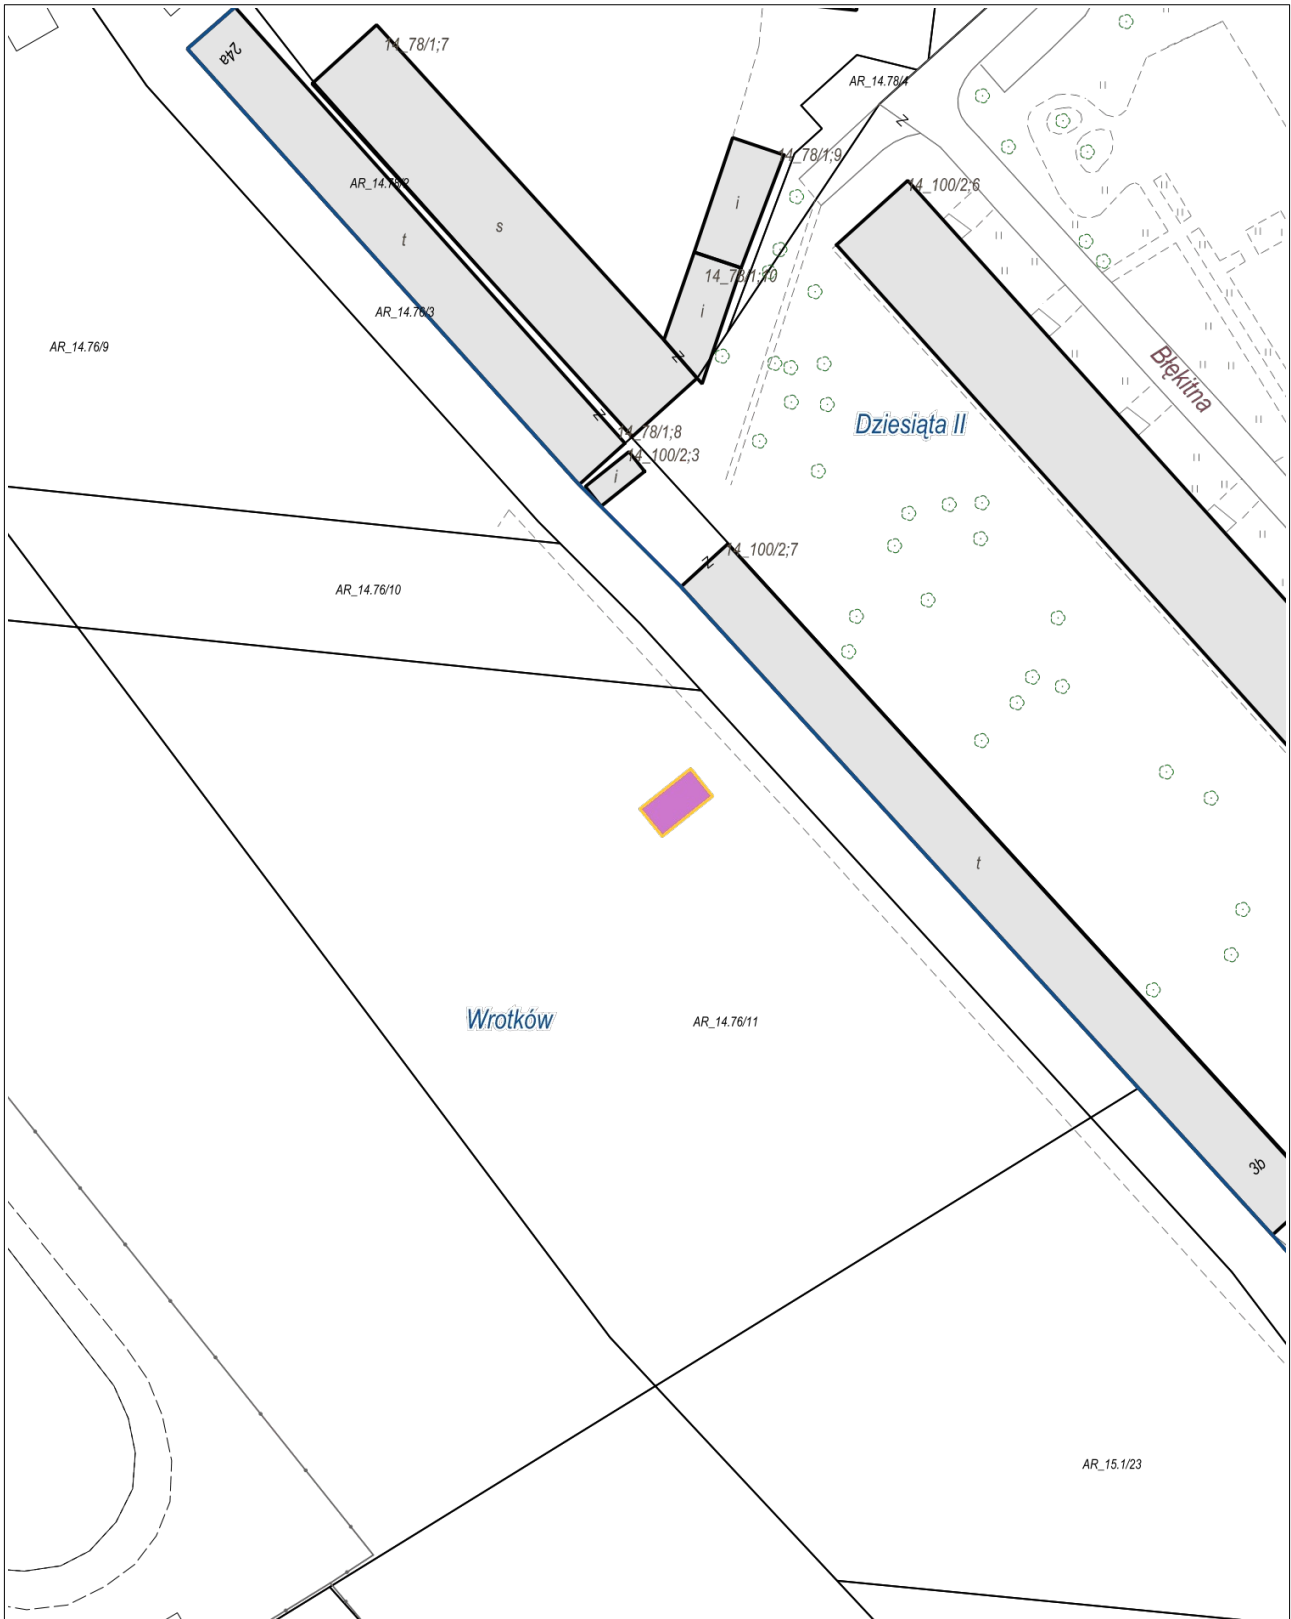 24a
14_78/1;7
AR_14.78/4
z
14_78/1;9
AR_14.78/2
14_100/2;6
i
s
t
14_78/1;10
AR_14.76/3
i
AR_14.76/9
z
Błękitna
z
Dziesiąta II
14_78/1;8
14_100/2;3
i
14_100/2;7
z
AR_14.76/10
t
Wrotków
AR_14.76/11
3b
AR_15.1/23